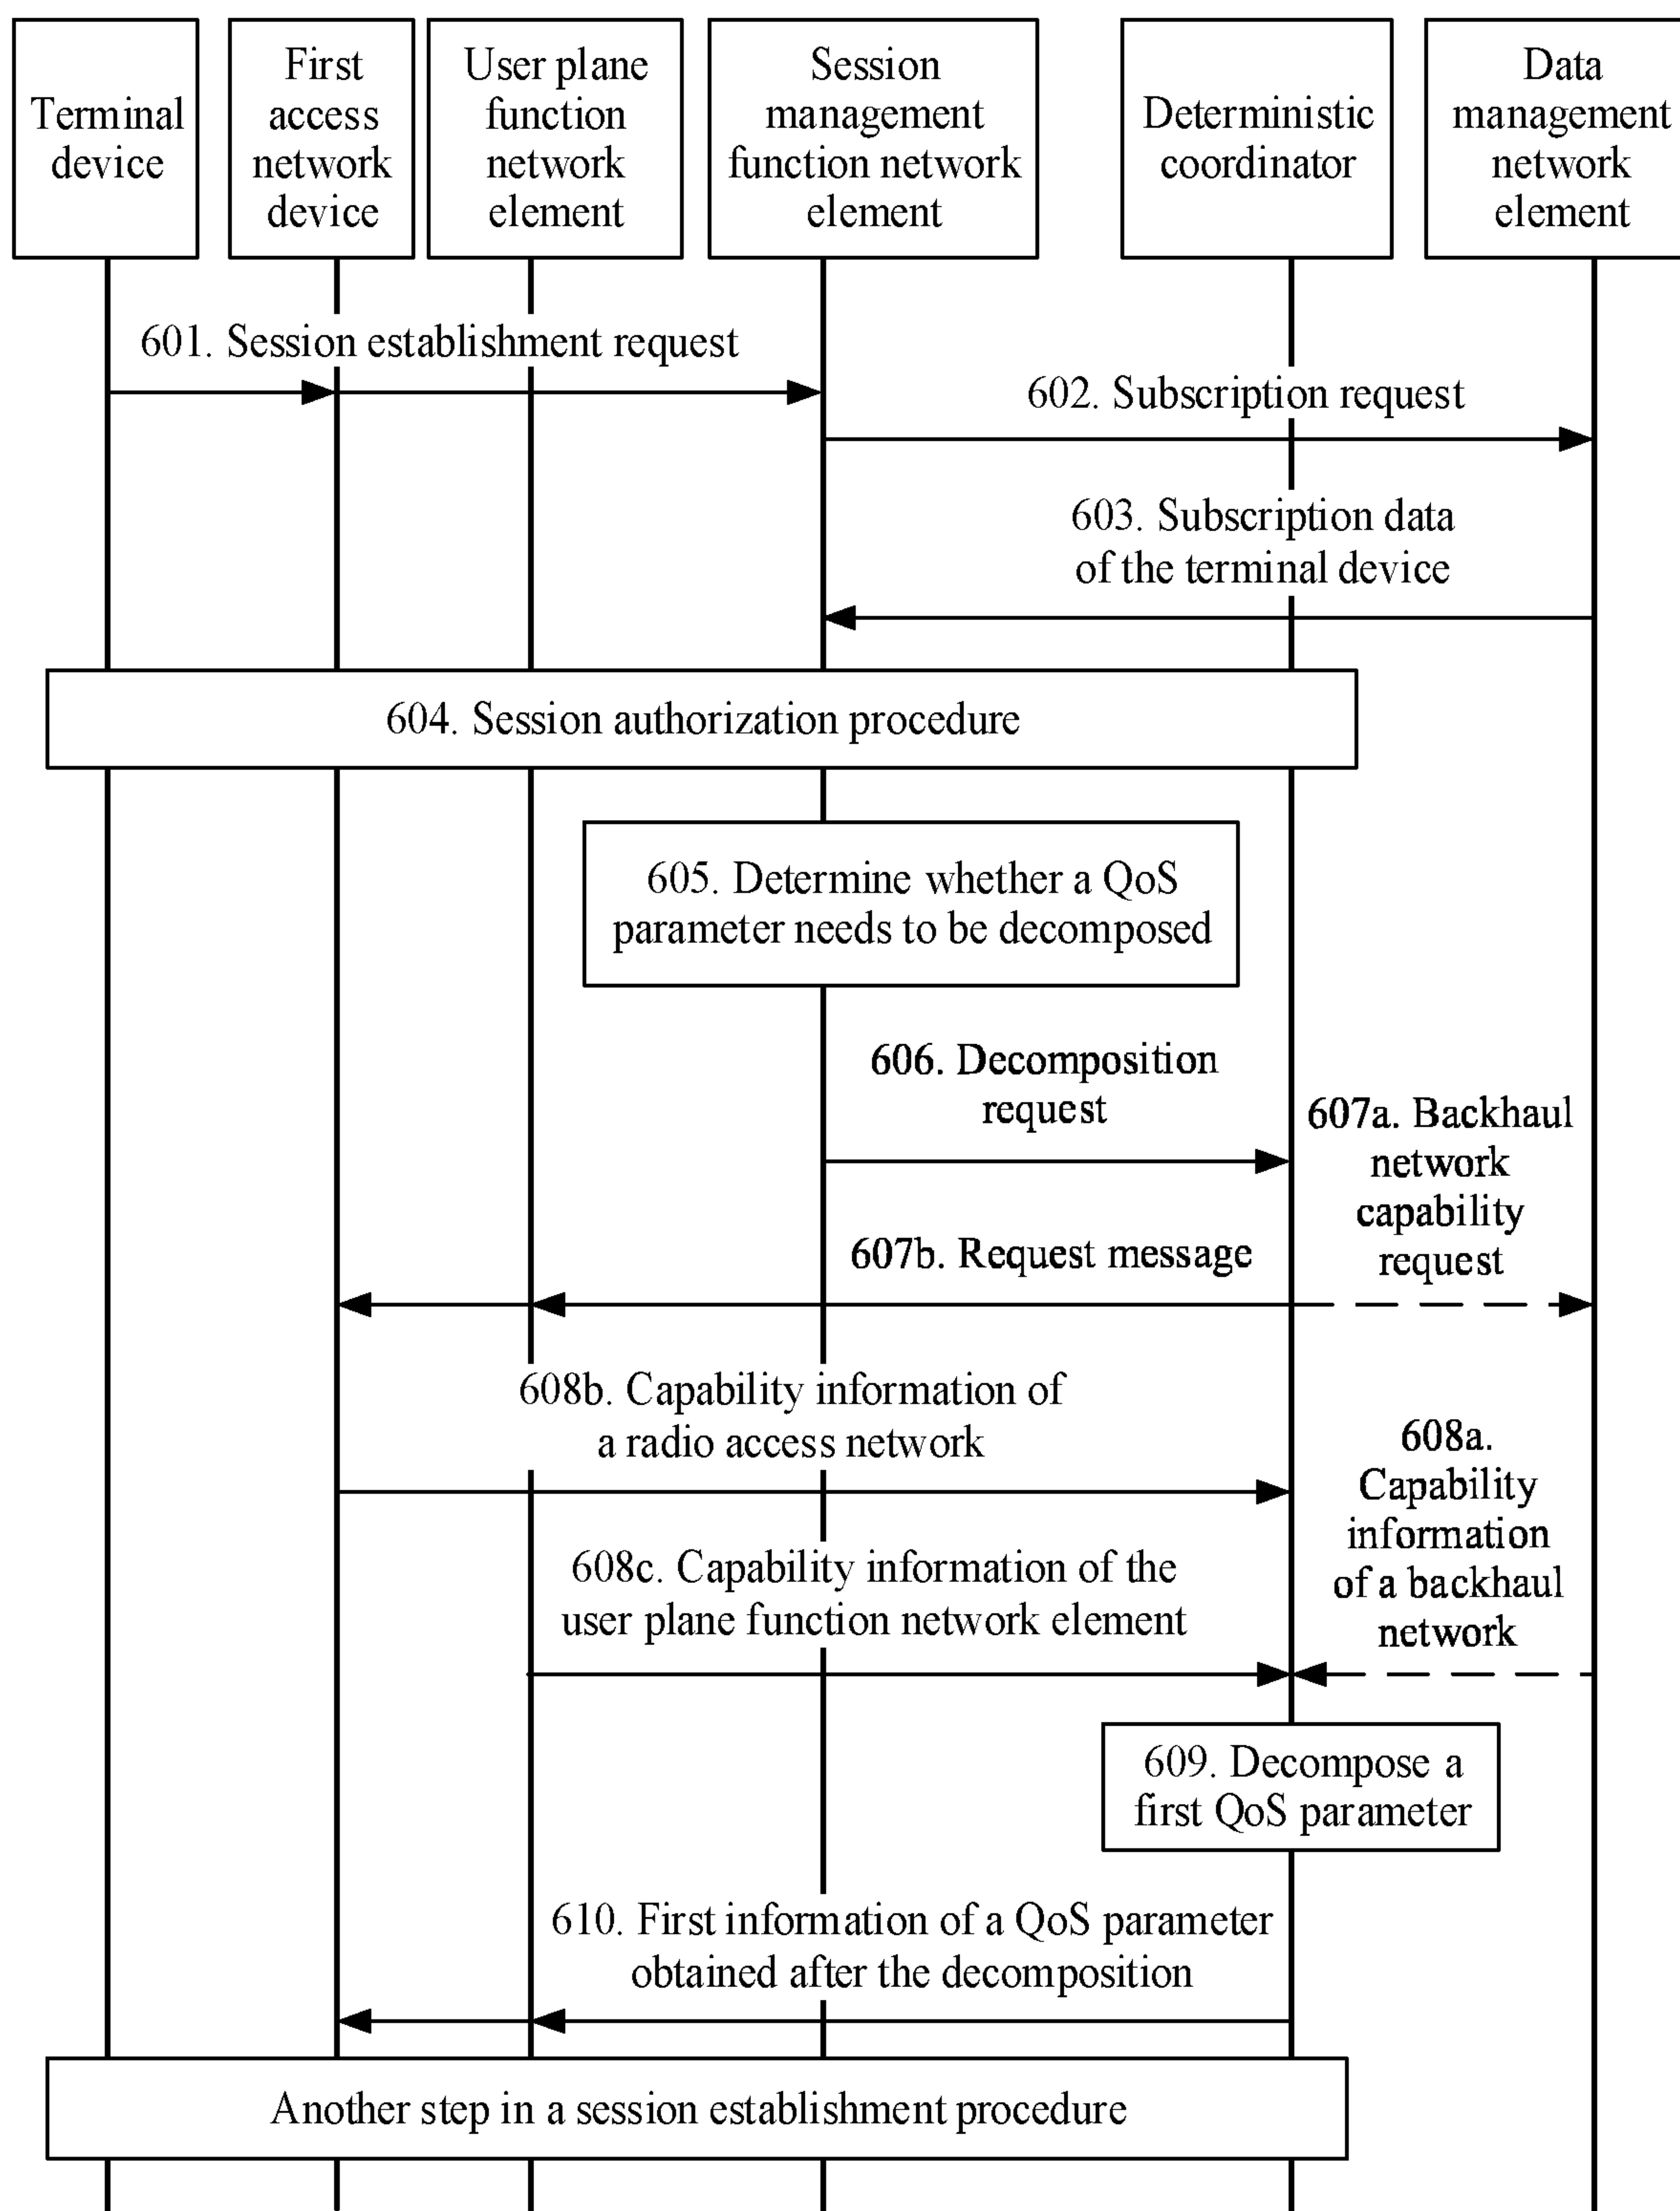 Terminal
device
First
access
network
device
User plane
function
network
element
Session
management
function network
element
Deterministic
coordinator
Data
management
network
element
601. Session establishment request
602. Subscription request
603. Subscription data
of the terminal device
604. Session authorization procedure
605. Determine whether a QoS
parameter needs to be decomposed
606. Decomposition
request
607a. Backhaul
network
capability
request
607b. Request message
608b. Capability information of
a radio access network
608a.
Capability
information
of a backhaul
network
608c. Capability information of the
user plane function network element
609. Decompose a
first QoS parameter
610. First information of a QoS parameter
obtained after the decomposition
Another step in a session establishment procedure